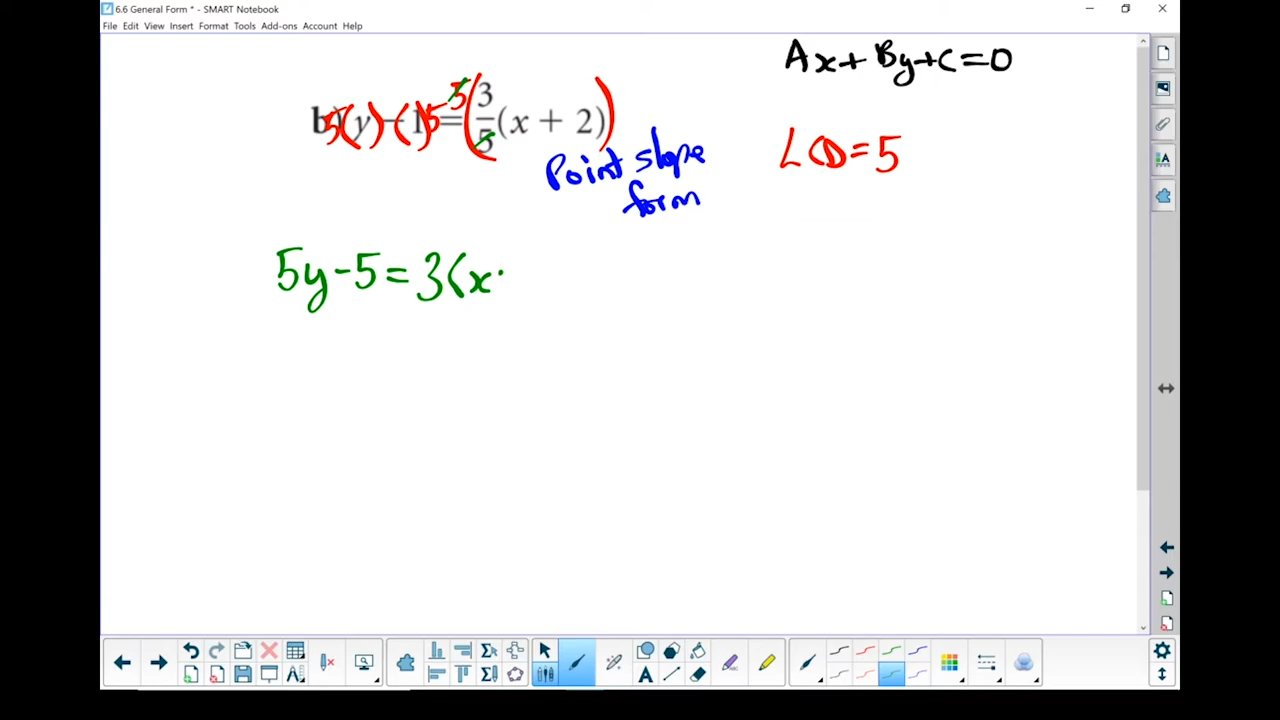 6.6 General Form * - SMART Notebook
File Edit View Insert Format Tools Add-ons Account Help
Ax+By+C=0
b) 5(y) - (1)5 = 5(3/5(x + 2))
LCD=5
Point slope
form
5y-5=3(x